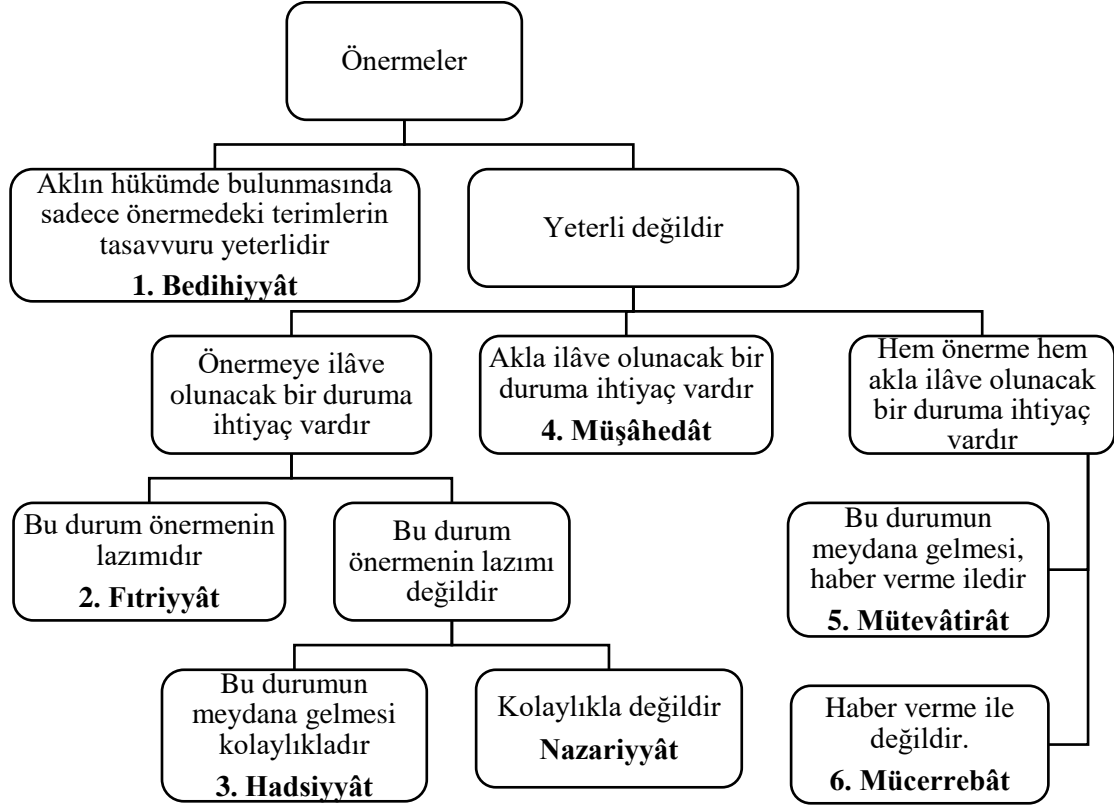 Önermeler
Aklın hükümde bulunmasında
sadece önermedeki terimlerin
tasavvuru yeterlidir
1. Bedihiyyât
Yeterli değildir
Önermeye ilâve
olunacak bir duruma
ihtiyaç vardır
Akla ilâve olunacak bir
duruma ihtiyaç vardır
4. Müşâhedât
Hem önerme hem
akla ilâve olunacak
bir duruma ihtiyaç
vardır
Bu durum önermenin
lazımıdır
2. Fıtriyyât
Bu durum
önermenin lazımı
değildir
Bu durumun
meydana gelmesi,
haber verme iledir
5. Mütevâtirât
Bu durumun
meydana gelmesi
kolaylıkladır
3. Hadsiyyât
Kolaylıkla değildir
Nazariyyât
Haber verme ile
değildir.
6. Mücerrebât